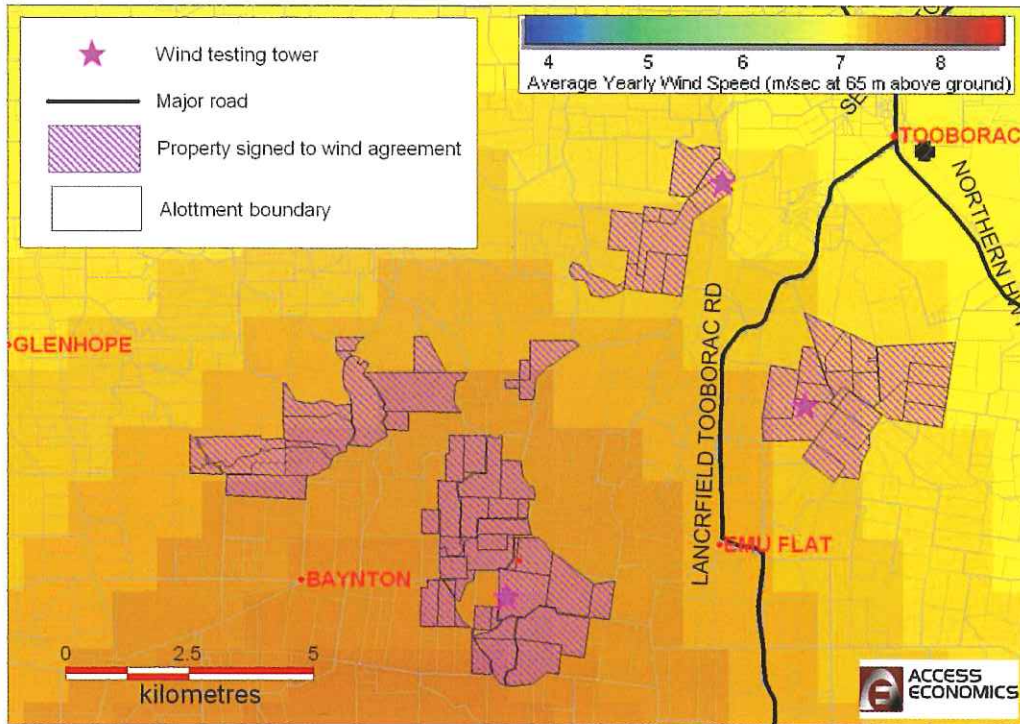 Wind testing tower
Major road
Property signed to wind agreement
Alottment boundary
4 5 6 7 8
Average Yearly Wind Speed (m/sec at 65 m above ground)
TOOBORAC
NORTHERN HWY
GLENHOPE
LANCRFIELD TOOBORAC RD
EMU FLAT
BAYNTON
0 2.5 5
kilometres
ACCESS
ECONOMICS